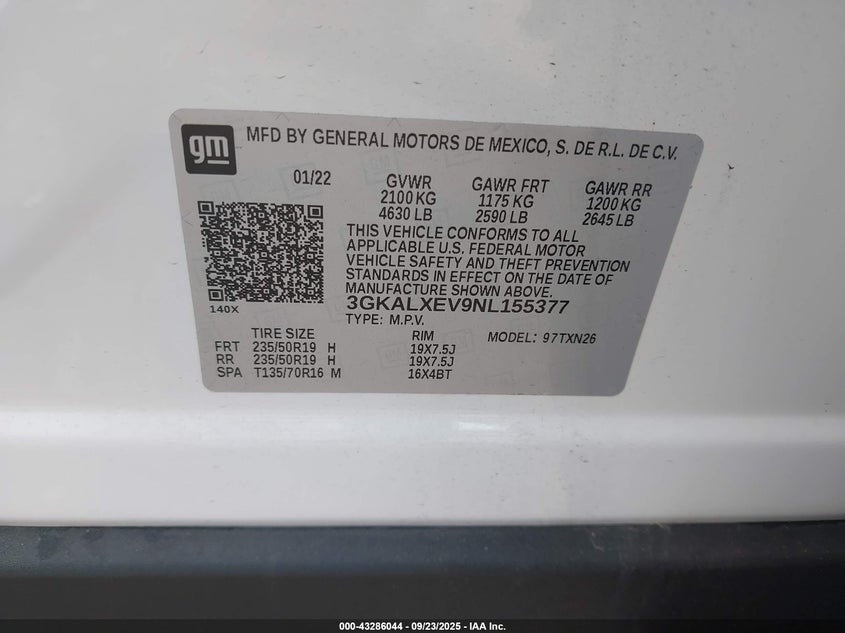 gm
MFD BY GENERAL MOTORS DE MEXICO, S. DE R.L. DE C.V.
01/22 GVWR GAWR FRT GAWR RR
2100 KG 1175 KG 1200 KG
4630 LB 2590 LB 2645 LB
THIS VEHICLE CONFORMS TO ALL
APPLICABLE U.S. FEDERAL MOTOR
VEHICLE SAFETY AND THEFT PREVENTION
STANDARDS IN EFFECT ON THE DATE OF
MANUFACTURE SHOWN ABOVE.
140X
3GKALXEV9NL155377
TYPE: M.P.V. MODEL: 97TXN26
TIRE SIZE RIM
FRT 235/50R19 H 19X7.5J
RR 235/50R19 H 19X7.5J
SPA T135/70R16 M 16X4BT
000-43286044 - 09/23/2025 - IAA Inc.